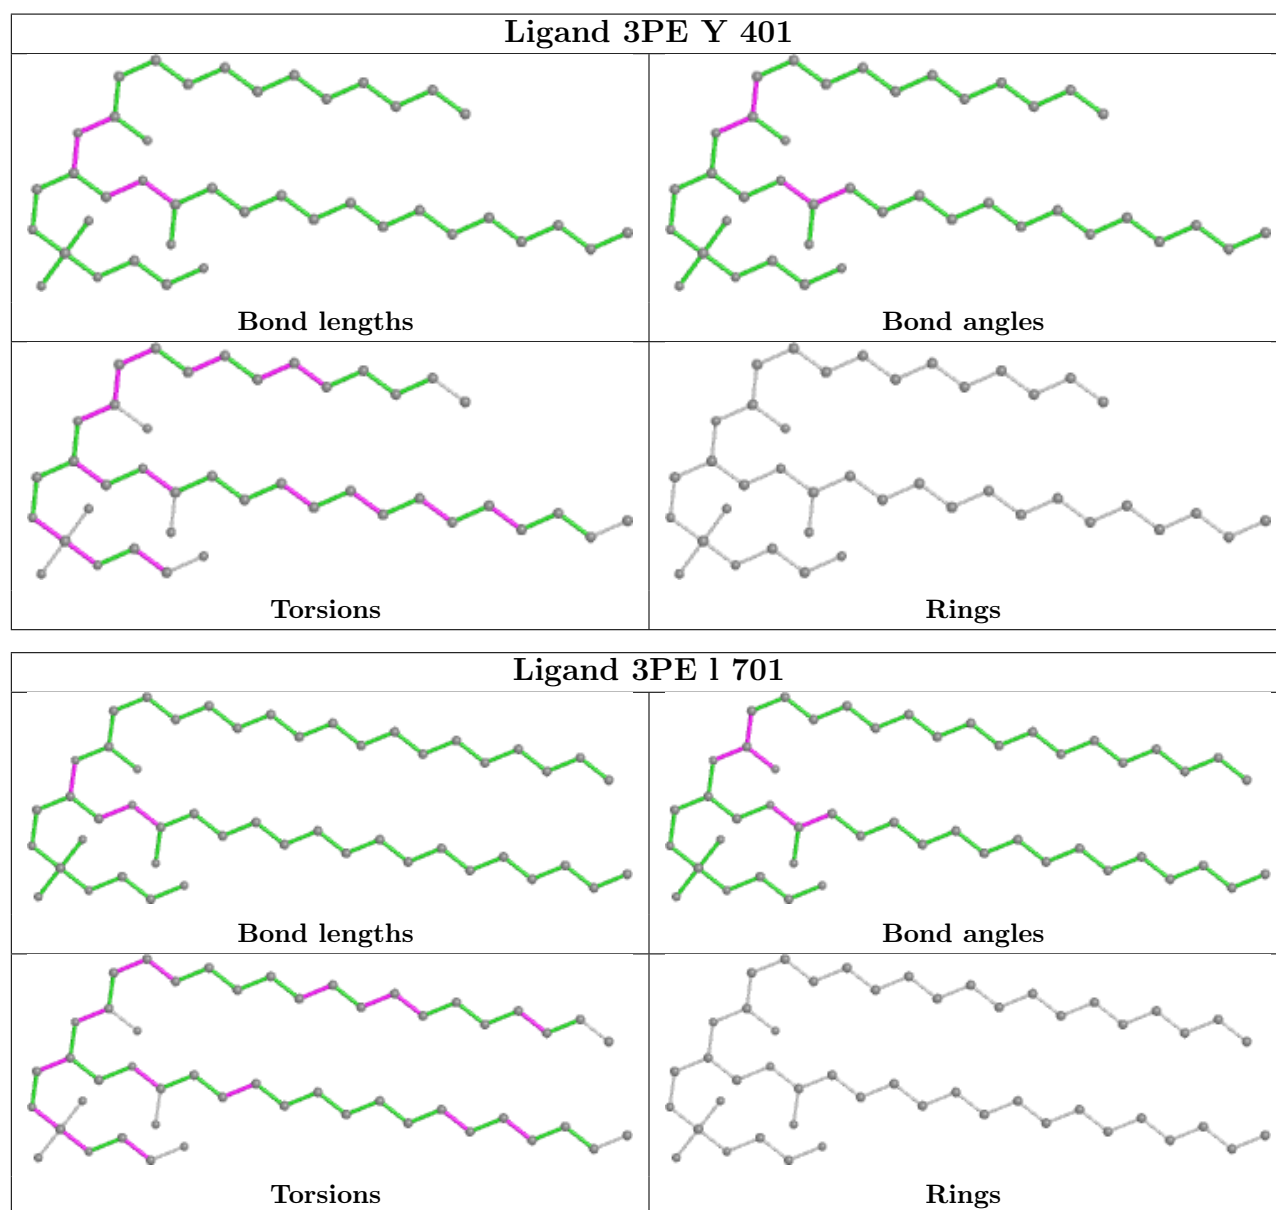 Ligand 3PE Y 401
Bond lengths
Bond angles
Torsions
Rings
Ligand 3PE l 701
Bond lengths
Bond angles
Torsions
Rings